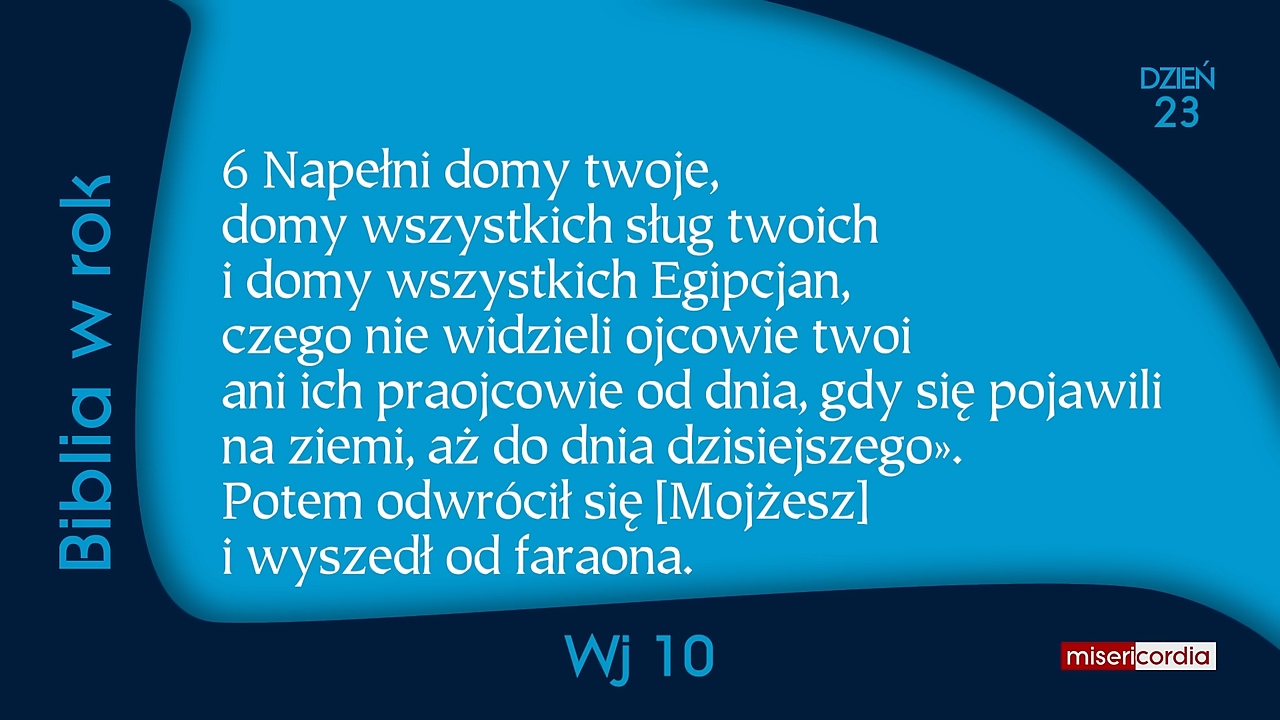 DZIEŃ
23
Biblia w rok
6 Napełni domy twoje,
domy wszystkich sług twoich
i domy wszystkich Egipcjan,
czego nie widzieli ojcowie twoi
ani ich praojcowie od dnia, gdy się pojawili
na ziemi, aż do dnia dzisiejszego».
Potem odwrócił się [Mojżesz]
i wyszedł od faraona.
Wj 10
misericordia